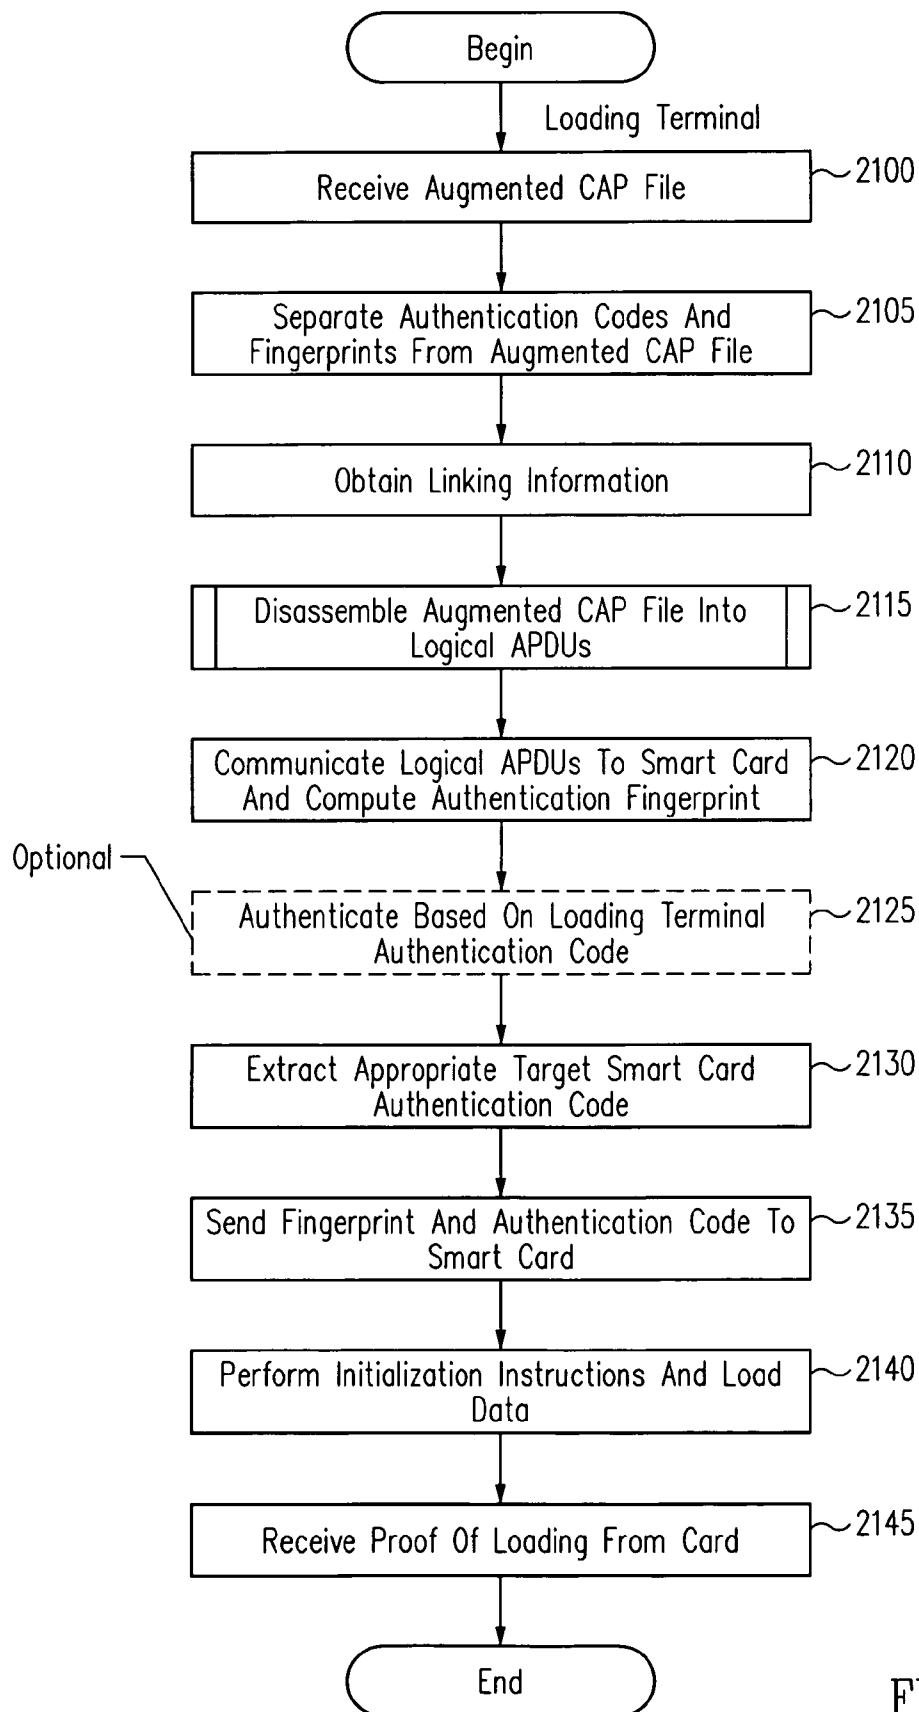 Begin
Loading Terminal
Receive Augmented CAP File
2100
Separate Authentication Codes And
Fingerprints From Augmented CAP File
2105
Obtain Linking Information
2110
Disassemble Augmented CAP File Into
Logical APDUs
2115
Communicate Logical APDUs To Smart Card
And Compute Authentication Fingerprint
2120
Optional
Authenticate Based On Loading Terminal
Authentication Code
2125
Extract Appropriate Target Smart Card
Authentication Code
2130
Send Fingerprint And Authentication Code To
Smart Card
2135
Perform Initialization Instructions And Load
Data
2140
Receive Proof Of Loading From Card
2145
End